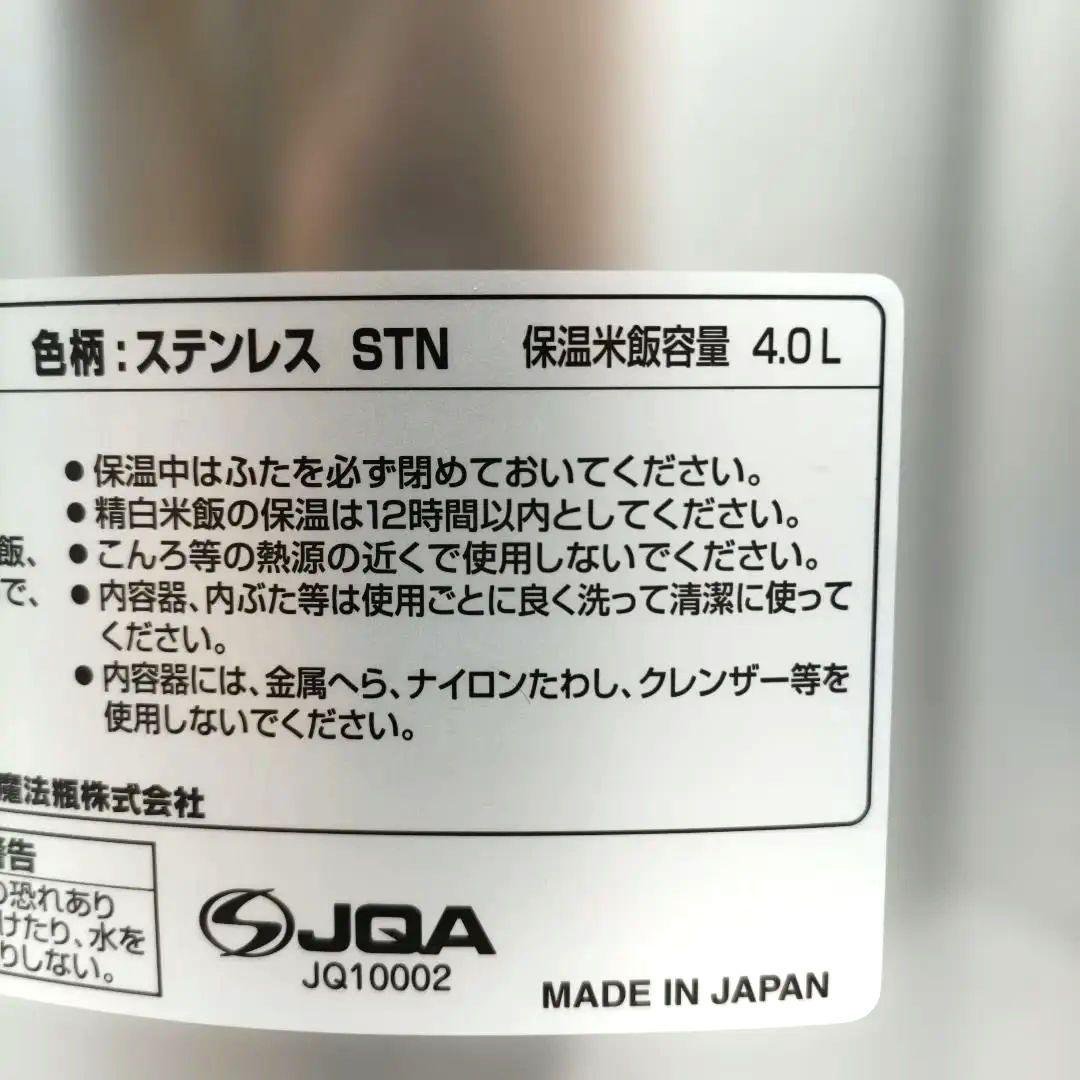 色柄：ステンレス STN 保温米飯容量 4.0L
●保温中はふたを必ず閉めておいてください。
●精白米飯の保温は12時間以内としてください。
飯、 ●こんろ等の熱源の近くで使用しないでください。
で、 ●内容器、内ぶた等は使用ごとに良く洗って清潔に使って
ください。
●内容器には、金属へら、ナイロンたわし、クレンザー等を
使用しないでください。
魔法瓶株式会社
告
の恐れあり
けたり、水を
りしない。
JQA
JQ10002
MADE IN JAPAN